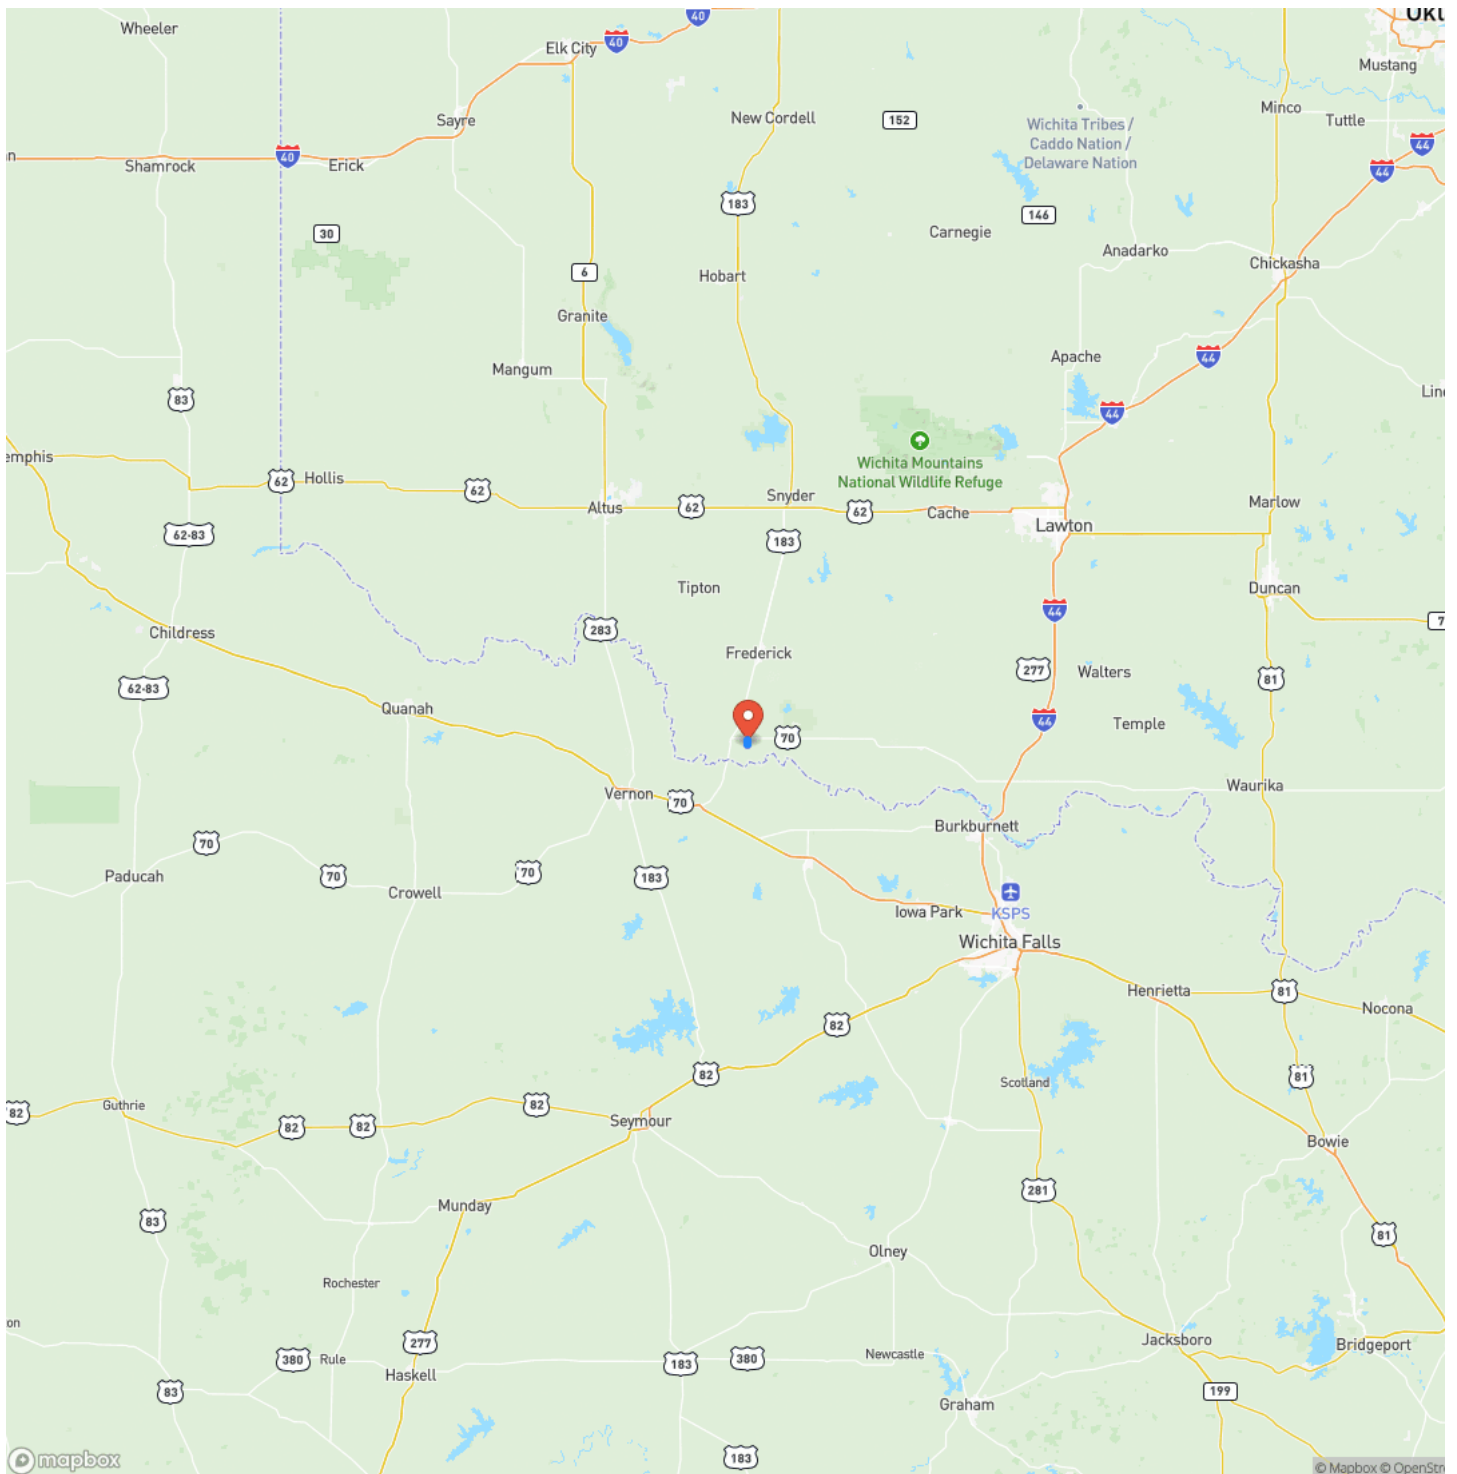 Wheeler
40
Elk City
40
Okl
Mustang
Sayre
New Cordell
152
Wichita Tribes /
Caddo Nation /
Delaware Nation
Minco
Tuttle
44
n
Shamrock
40
Erick
44
183
146
30
Carnegie
Anadarko
Chickasha
6
Hobart
Granite
44
Apache
Mangum
83
44
Line
emphis
Wichita Mountains
National Wildlife Refuge
62
Hollis
62
Altus
62
Snyder
62
Cache
Lawton
Marlow
62-83
183
Tipton
Duncan
44
7
283
Childress
Frederick
277
Walters
81
62-83
Quanah
70
44
Temple
Waurika
Vernon
70
Burkburnett
70
Paducah
70
70
183
Crowell
KSPS
Iowa Park
Wichita Falls
Henrietta
81
Nocona
82
82
81
Scotland
82
Guthrie
82
82
82
Seymour
Bowie
281
Munday
83
81
Olney
Rochester
on
277
Jacksboro
Bridgeport
380
Rule
183
380
Newcastle
Haskell
83
199
Graham
183
mapbox
© Mapbox © OpenStre